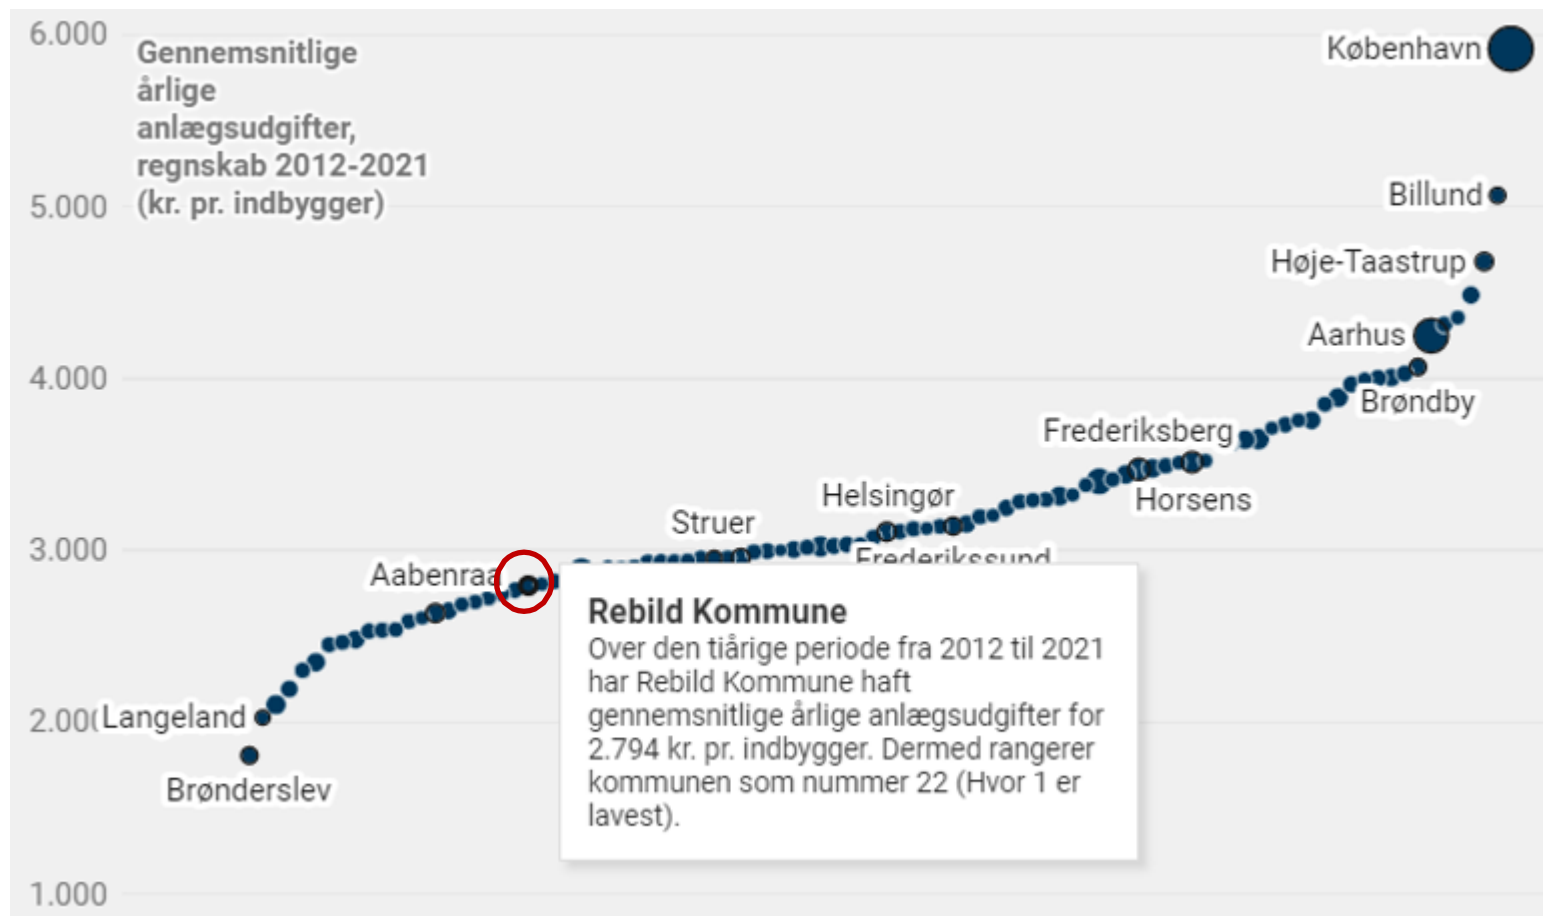 6.000
Gennemsnitlige
årlige
anlægsudgifter,
regnskab 2012-2021
(kr. pr. indbygger)
København
5.000
Billund
Høje-Taastrup
Aarhus
4.000
Brøndby
Frederiksberg
Horsens
Helsingør
Struer
3.000
Frederikssund
Aabenraa
Rebild Kommune
Over den tiårige periode fra 2012 til 2021
har Rebild Kommune haft
gennemsnitlige årlige anlægsudgifter for
2.794 kr. pr. indbygger. Dermed rangerer
kommunen som nummer 22 (Hvor 1 er
lavest).
2.000
Langeland
Brønderslev
1.000